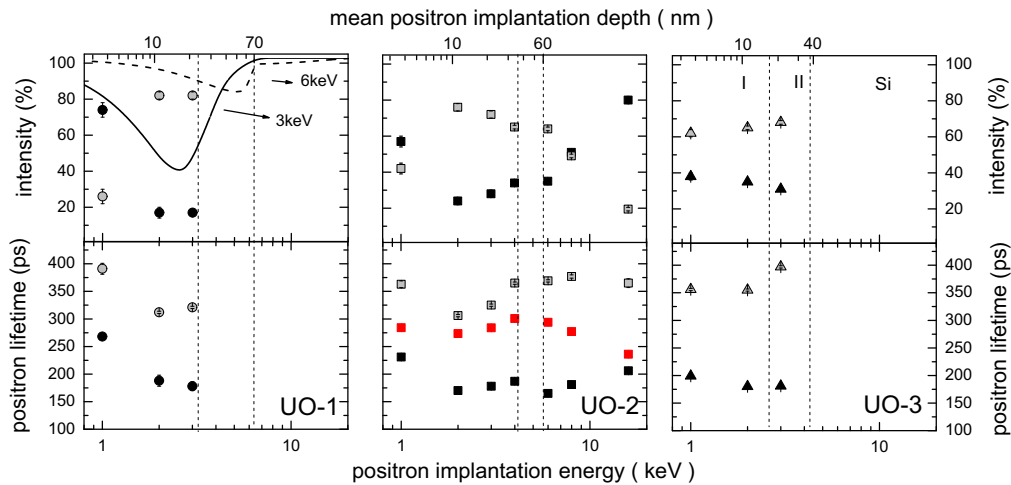 mean positron implantation depth ( nm )
10 70 10 60 10 40
100
80
60
40
20
intensity (%)
6keV
3keV
I II Si
100
80
60
40
20
intensity (%)
400
350
300
250
200
150
100
positron lifetime (ps)
UO-1
UO-2
UO-3
400
350
300
250
200
150
100
positron lifetime (ps)
1 10 1 10 1 10
positron implantation energy ( keV )